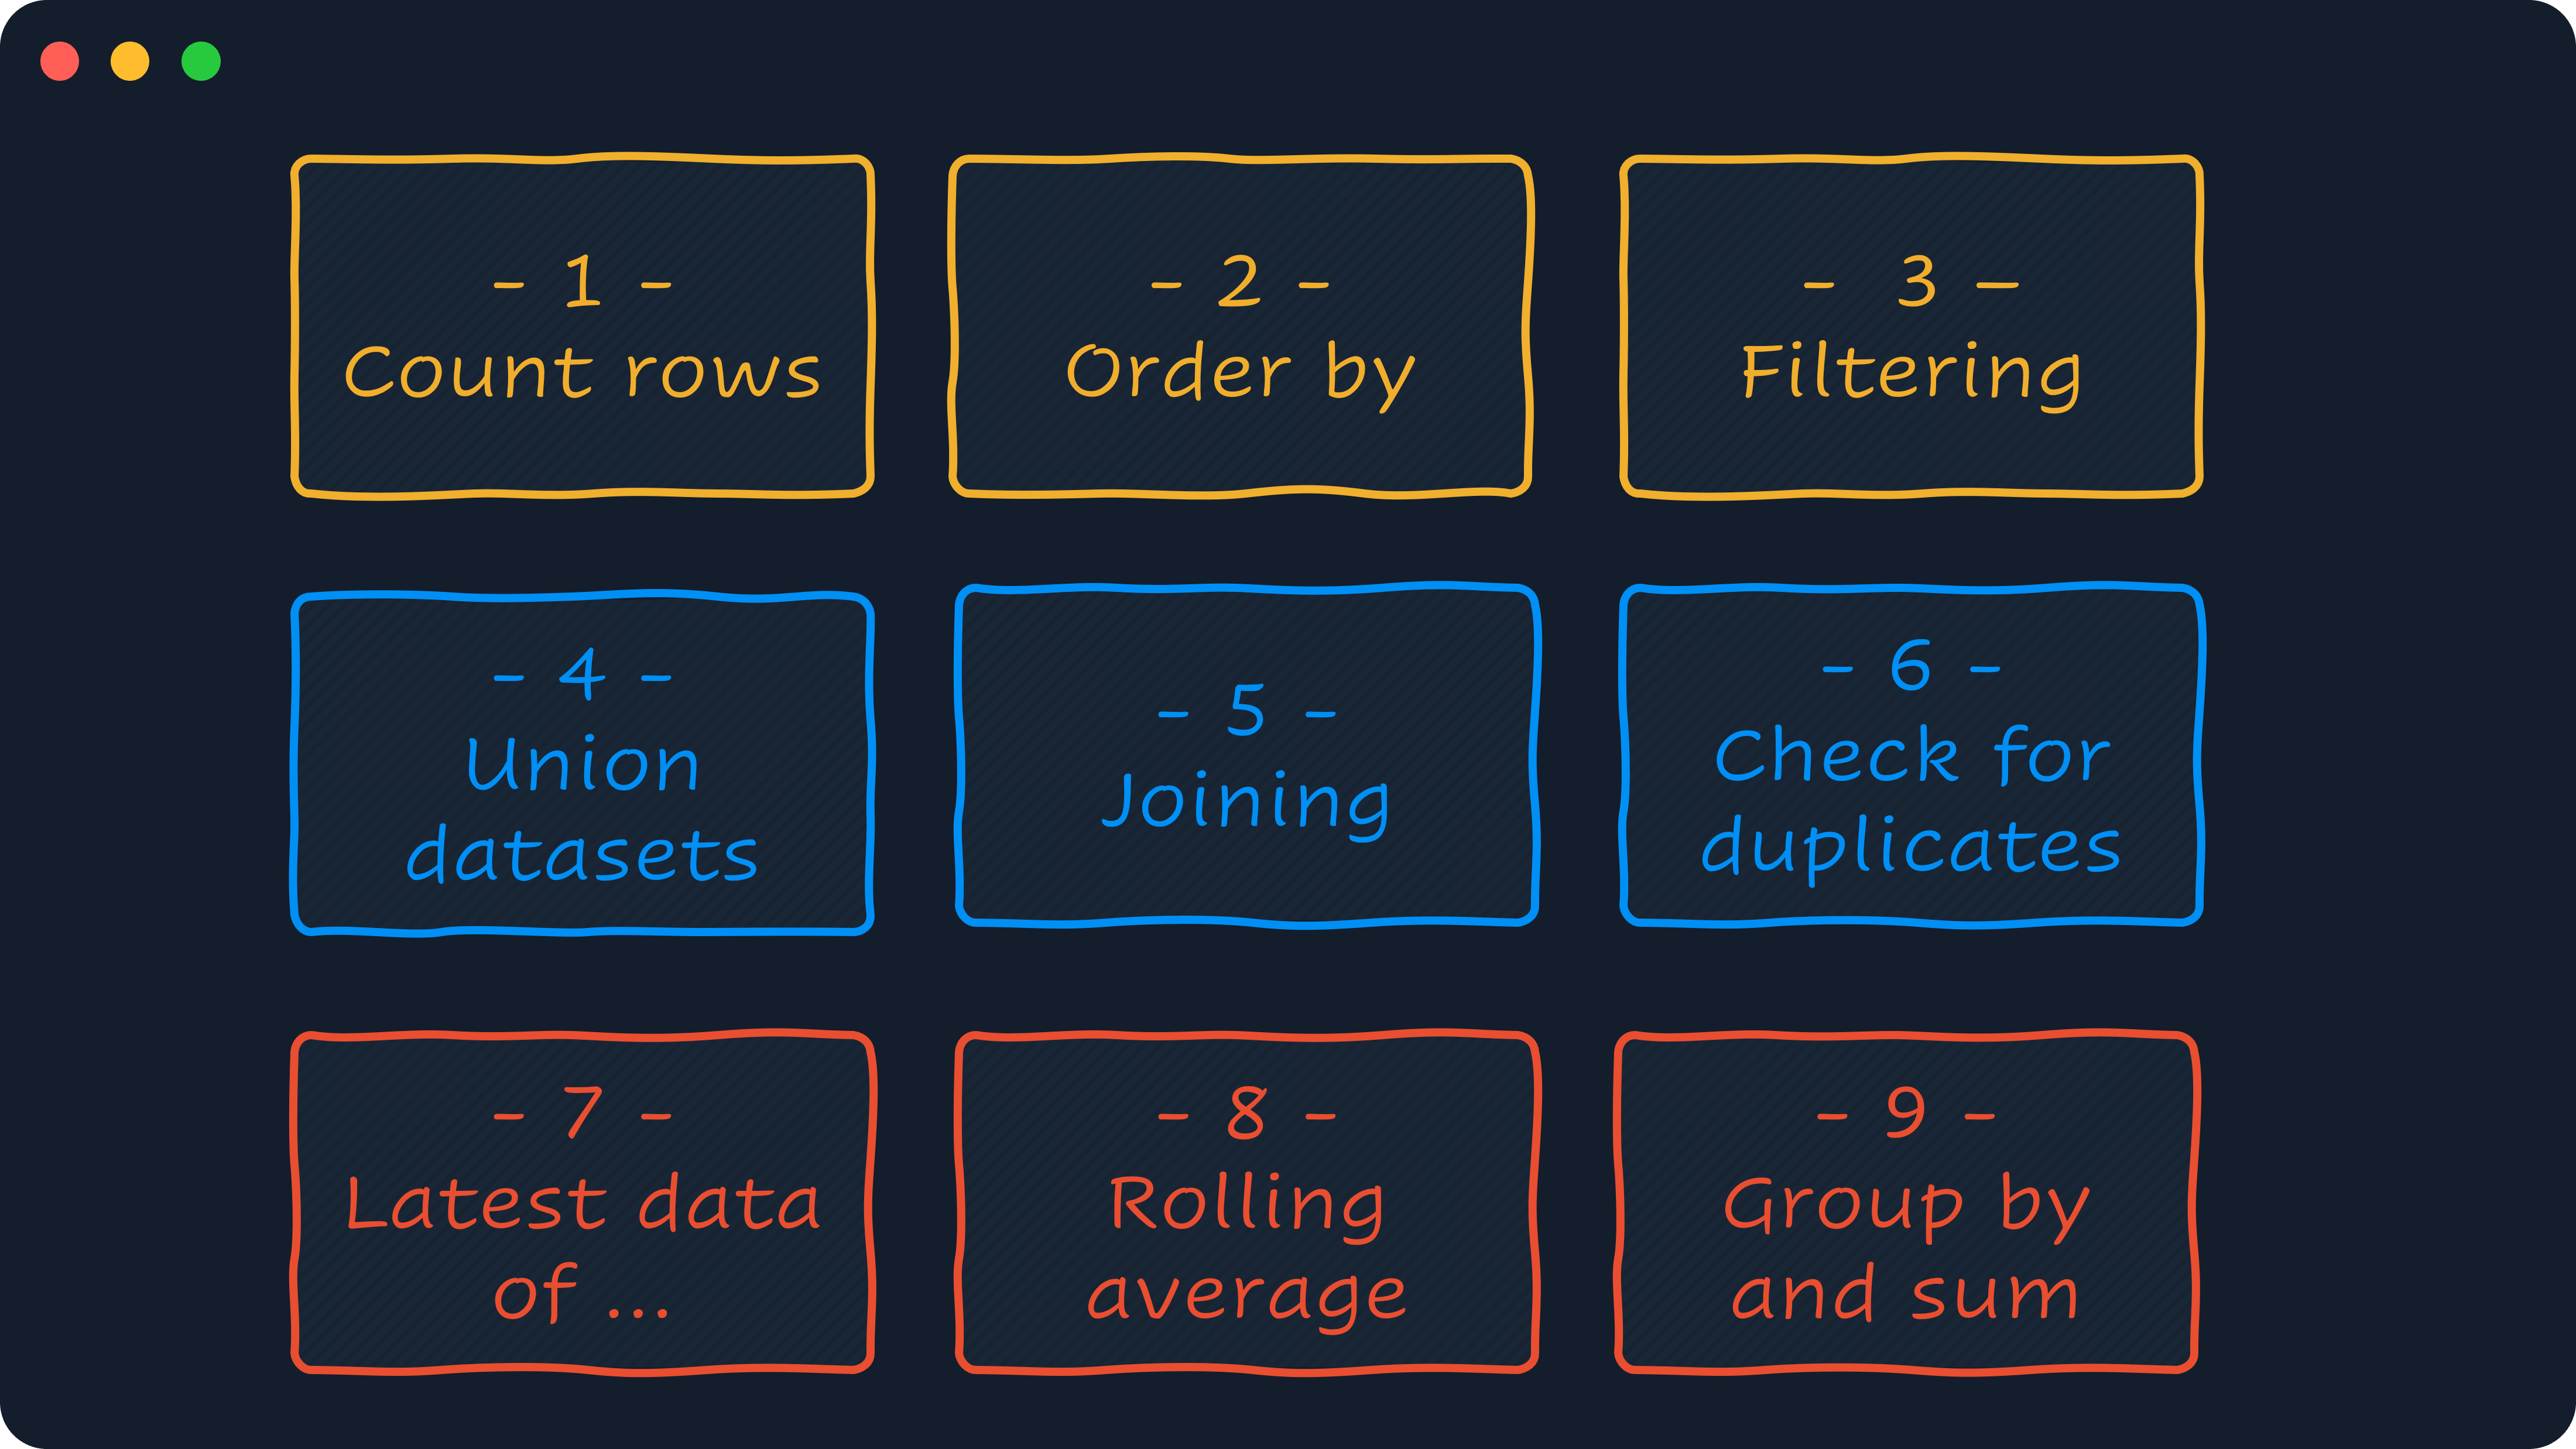 - 1 -
Count rows
- 2 -
Order by
- 3 -
Filtering
- 4 -
Union
datasets
- 5 -
Joining
- 6 -
Check for
duplicates
- 7 -
Latest data
of ...
- 8 -
Rolling
average
- 9 -
Group by
and sum